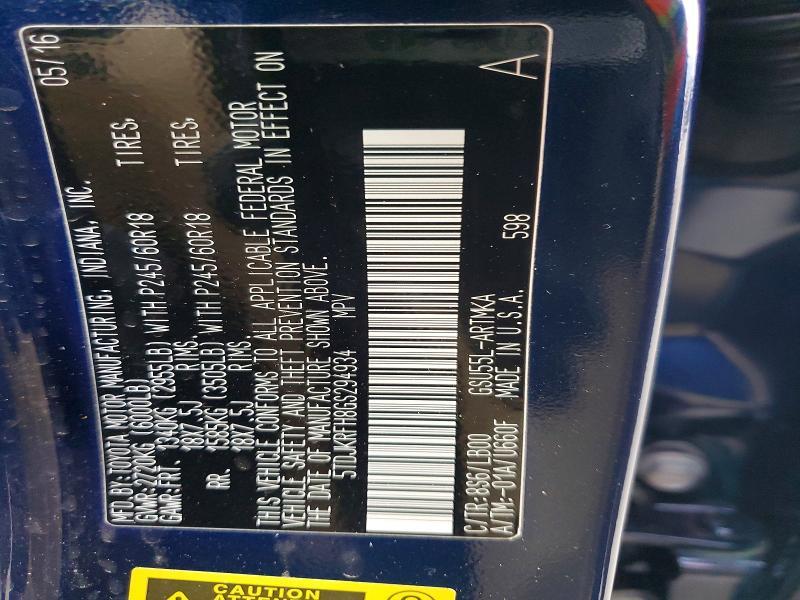 MFD.BY: TOYOTA MOTOR MANUFACTURING, INDIANA, INC. 05/16
GVWR: 2720KG (6000LB)
GAWR: FRT. 1340KG (2955LB) WITH P245/60R18 TIRES,
18X7.5J RIMS,
RR. 1585KG (3505LB) WITH P245/60R18 TIRES,
18X7.5J RIMS.
THIS VEHICLE CONFORMS TO ALL APPLICABLE FEDERAL MOTOR
VEHICLE SAFETY AND THEFT PREVENTION STANDARDS IN EFFECT ON
THE DATE OF MANUFACTURE SHOWN ABOVE.
5TDJKRFH8GS294934 MPV
C/TR: 8S6/LB00 GSU55L-ARTMKA
A/TM: -01A/U660F MADE IN U.S.A. 598 A
CAUTION